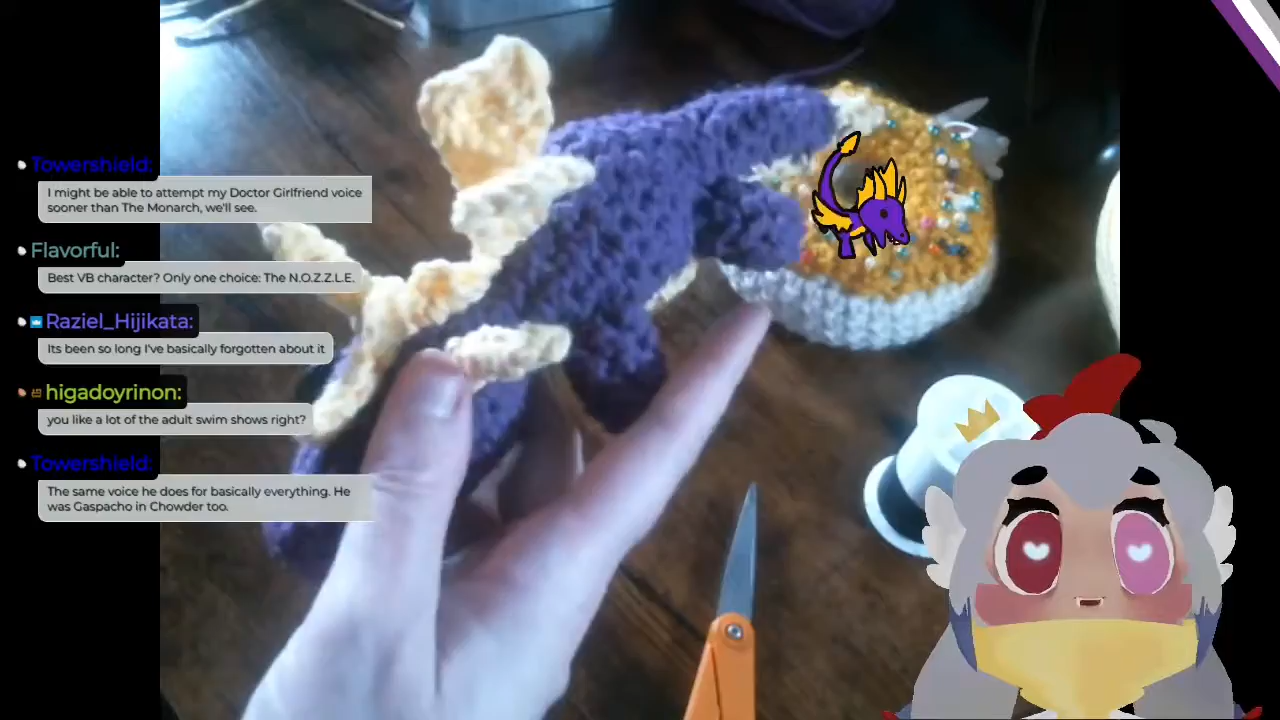 Towershield:
I might be able to attempt my Doctor Girlfriend voice
sooner than The Monarch, we'll see.
Flavorful:
Best VB character? Only one choice: The N.O.Z.Z.L.E.
Raziel_Hijikata:
Its been so long I've basically forgotten about it
higadoyrinon:
you like a lot of the adult swim shows right?
Towershield:
The same voice he does for basically everything. He
was Gaspacho in Chowder too.